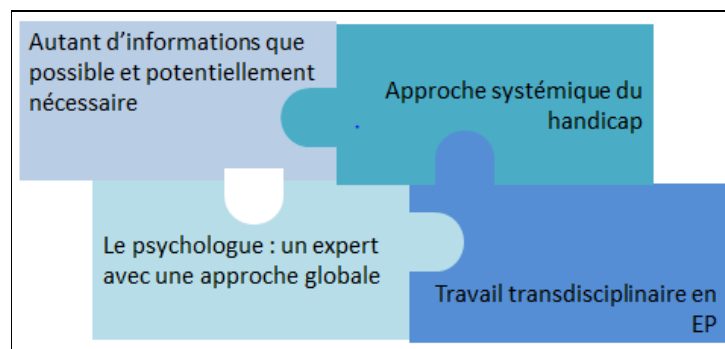 Autant d’informations que
possible et potentiellement
nécessaire
Approche systémique du
handicap
Le psychologue : un expert
avec une approche globale
Travail transdisciplinaire en
EP